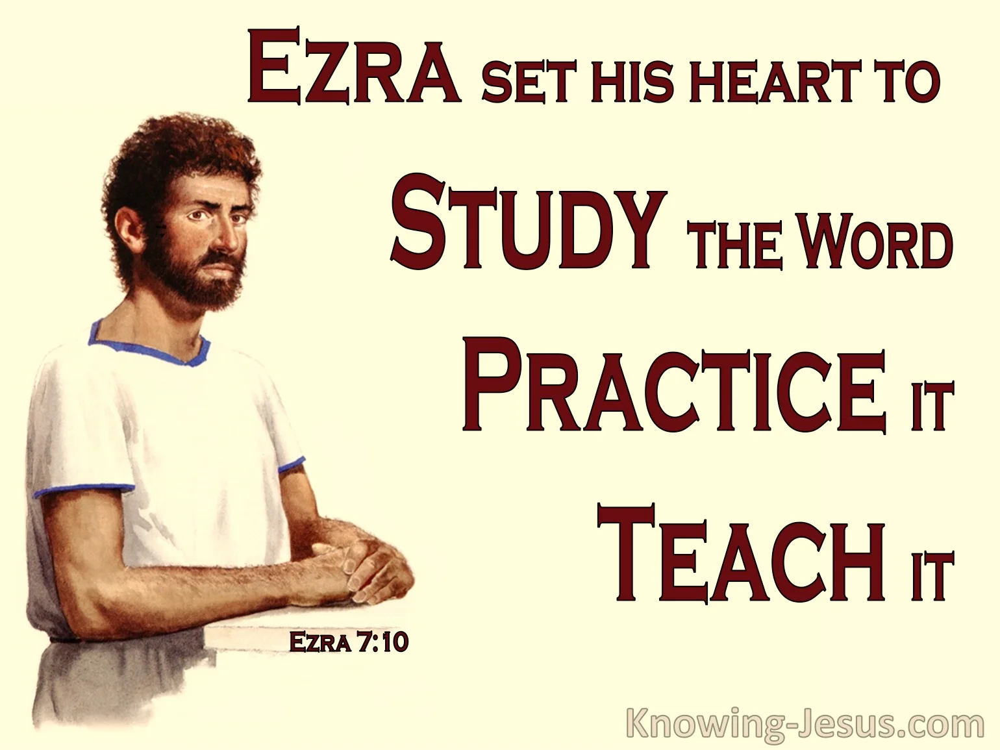 Ezra set his heart to
Study the Word
Practice it
Teach it
Ezra 7:10
Knowing-Jesus.com